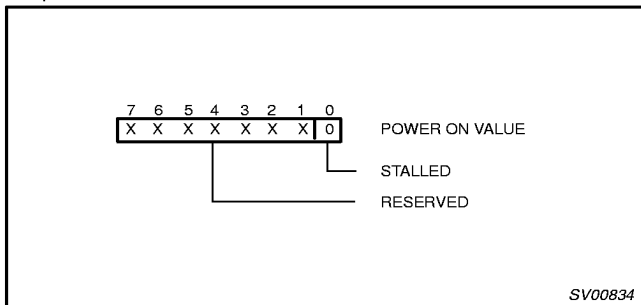 7 6 5 4 3 2 1 0
X X X X X X X 0 POWER ON VALUE
STALLED
RESERVED
SV00834